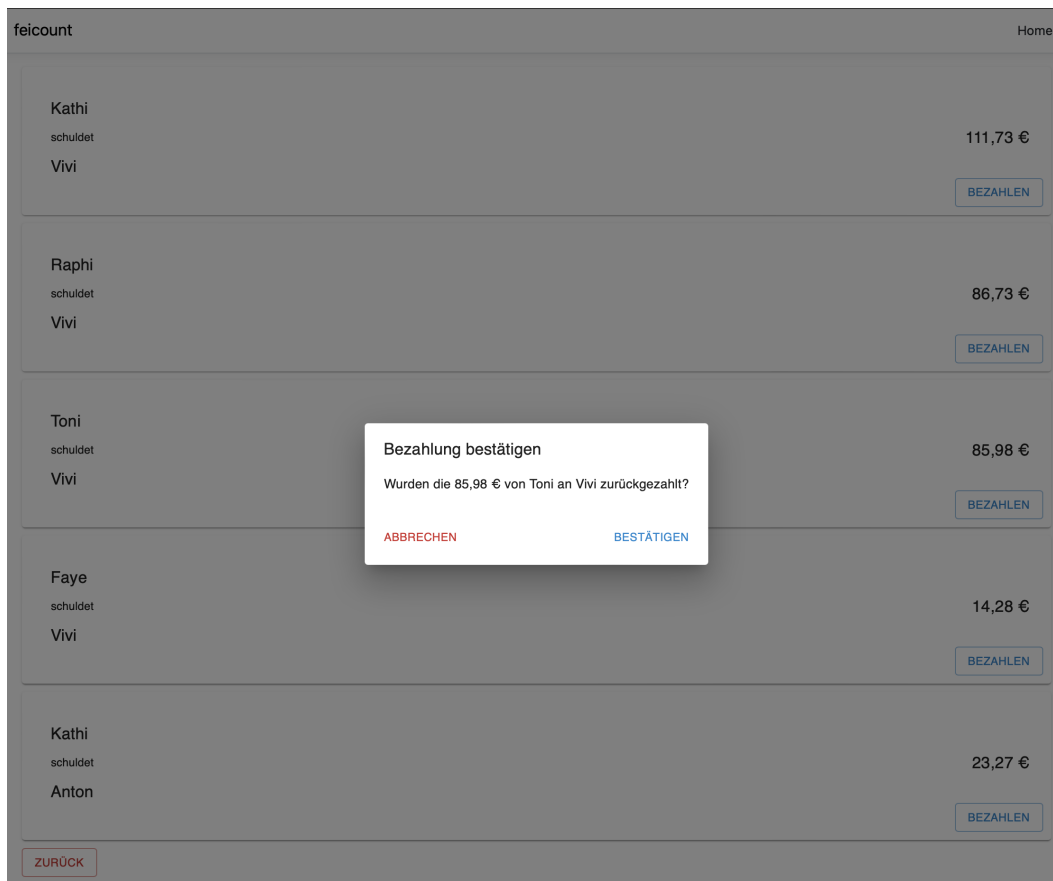 feicount
Home
Kathi
schuldet
111,73 €
Vivi
BEZAHLEN
Raphi
schuldet
86,73 €
Vivi
BEZAHLEN
Toni
schuldet
85,98 €
Vivi
BEZAHLEN
Bezahlung bestätigen
Wurden die 85,98 € von Toni an Vivi zurückgezahlt?
ABBRECHEN
BESTÄTIGEN
Faye
schuldet
14,28 €
Vivi
BEZAHLEN
Kathi
schuldet
23,27 €
Anton
BEZAHLEN
ZURÜCK